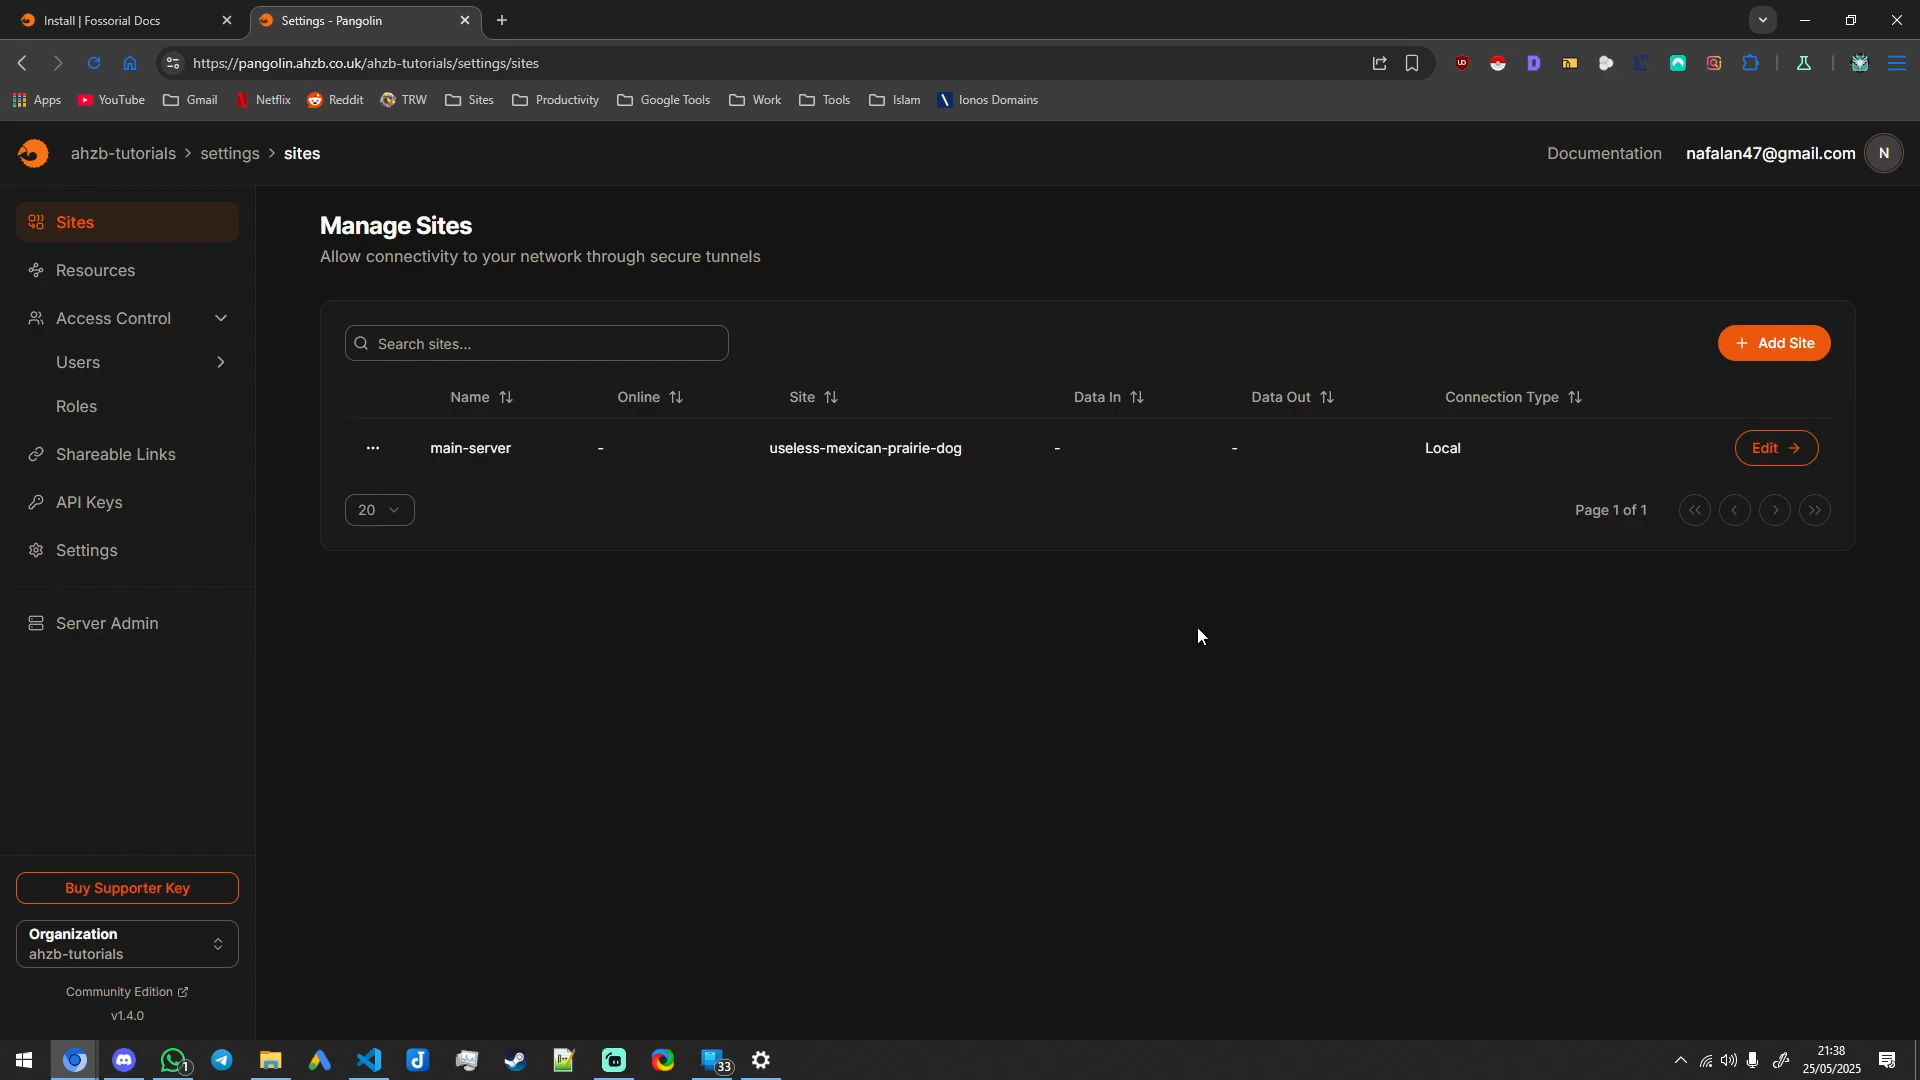 Install | Fossorial Docs
Settings - Pangolin
https://pangolin.ahzb.co.uk/ahzb-tutorials/settings/sites
Apps
YouTube
Gmail
Netflix
Reddit
TRW
Sites
Productivity
Google Tools
Work
Tools
Islam
Ionos Domains
ahzb-tutorials > settings > sites
Documentation
nafalan47@gmail.com
N
Sites
Resources
Access Control
Users
Roles
Shareable Links
API Keys
Settings
Server Admin
Manage Sites
Allow connectivity to your network through secure tunnels
Search sites...
+ Add Site
Name Online Site Data In Data Out Connection Type
... main-server - useless-mexican-prairie-dog - - Local Edit →
20
Page 1 of 1
Buy Supporter Key
Organization
ahzb-tutorials
Community Edition
v1.4.0
1
33
21:38
25/05/2025